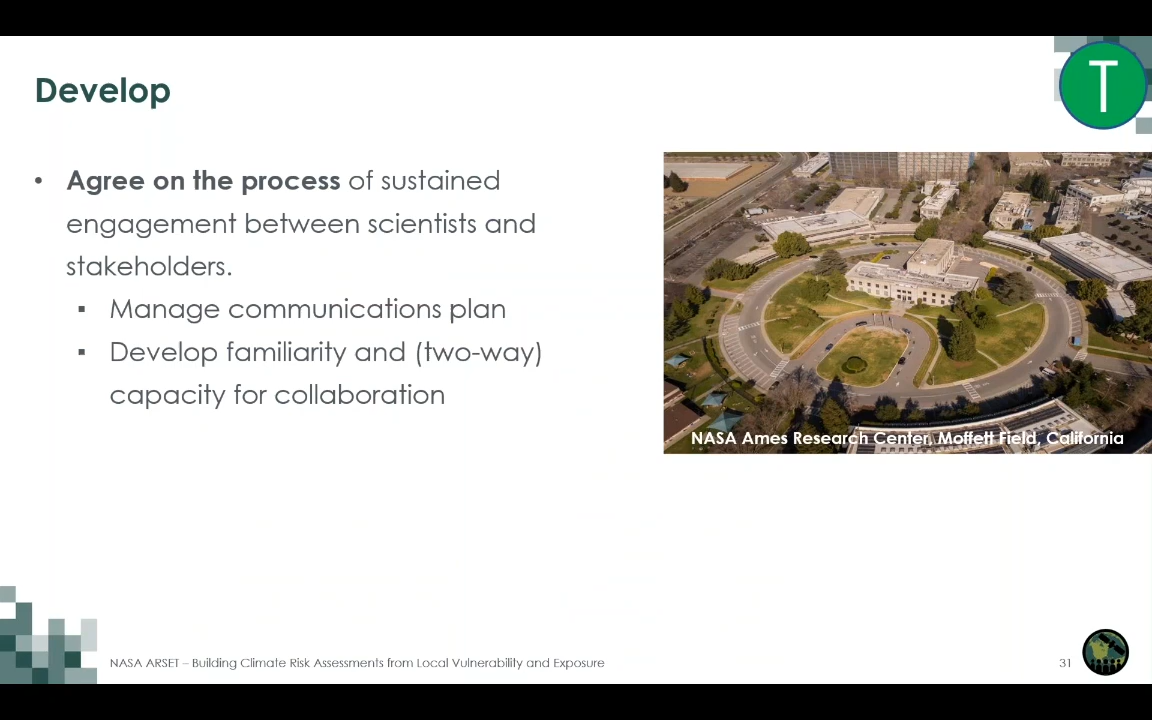 Develop
T
• Agree on the process of sustained
engagement between scientists and
stakeholders.
▪ Manage communications plan
▪ Develop familiarity and (two-way)
capacity for collaboration
NASA Ames Research Center, Moffett Field, California
NASA ARSET – Building Climate Risk Assessments from Local Vulnerability and Exposure
31